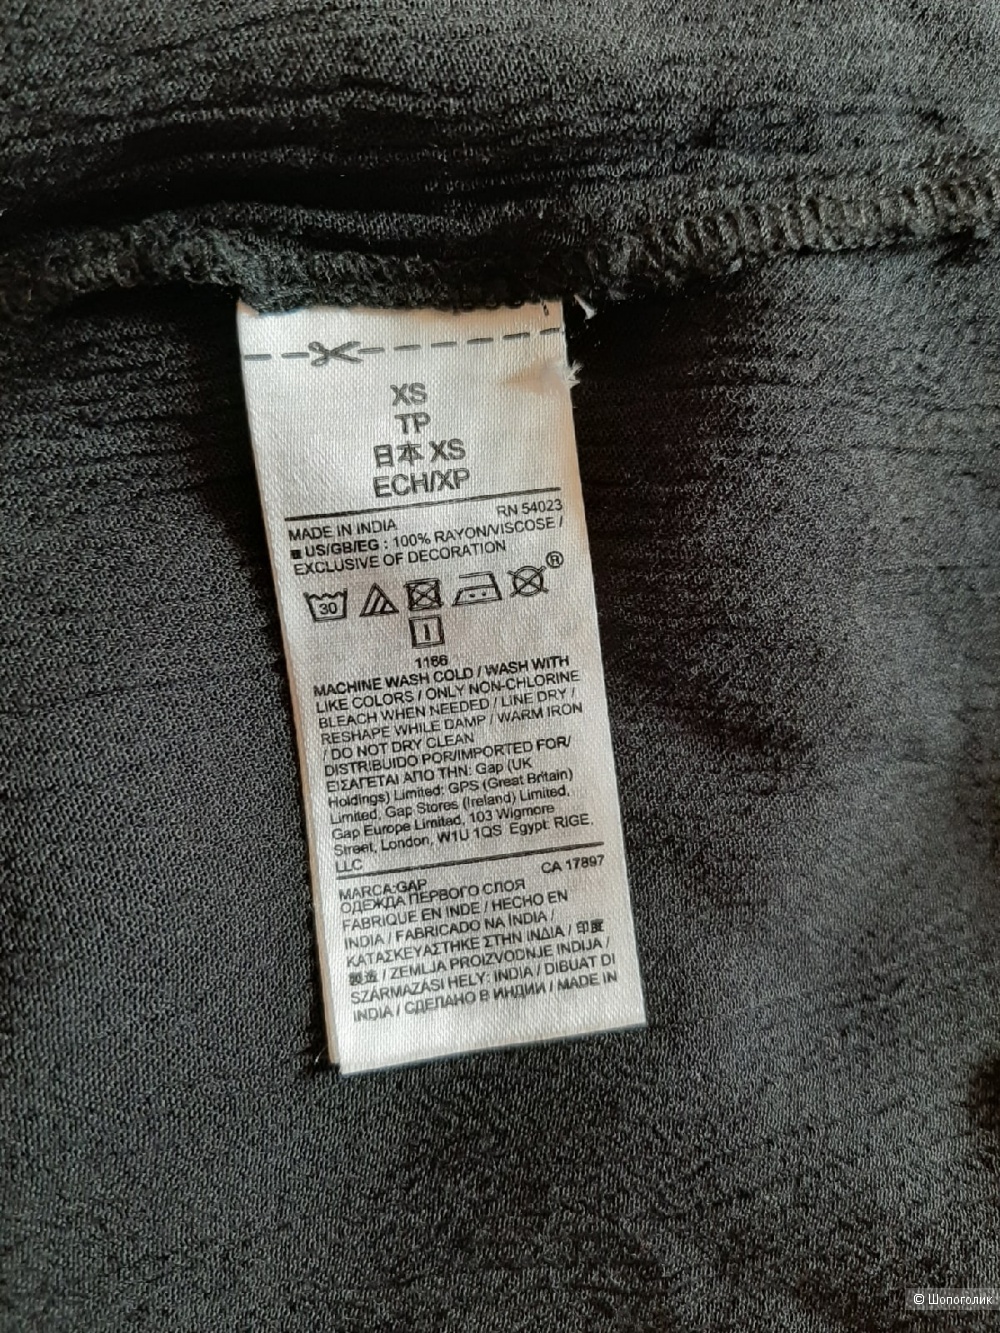 XS
TP
日本 XS
ECH/XP
RN 54023
MADE IN INDIA
■ US/GB/EG : 100% RAYON/VISCOSE /
EXCLUSIVE OF DECORATION
30
®
1186
MACHINE WASH COLD / WASH WITH
LIKE COLORS / ONLY NON-CHLORINE
BLEACH WHEN NEEDED / LINE DRY /
RESHAPE WHILE DAMP / WARM IRON
/ DO NOT DRY CLEAN
DISTRIBUIDO POR/IMPORTED FOR/
ΕΙΣΑΓΕΤΑΙ ΑΠΟ ΤΗΝ: Gap (UK
Holdings) Limited: GPS (Great Britain)
Limited, Gap Stores (Ireland) Limited,
Gap Europe Limited, 103 Wigmore
Street, London, W1U 1QS Egypt: RIGE,
LLC
CA 17897
MARCA:GAP
ОДЕЖДА ПЕРВОГО СЛОЯ
FABRIQUE EN INDE / HECHO EN
INDIA / FABRICADO NA INDIA /
ΚΑΤΑΣΚΕΥΑΣΤΗΚΕ ΣΤΗΝ ΙΝΔΙΑ / 印度
製造 / ZEMLJA PROIZVODNJE INDIJA /
SZÁRMAZÁSI HELY: INDIA / DIBUAT DI
INDIA / СДЕЛАНО В ИНДИИ / MADE IN
© Шопоголик